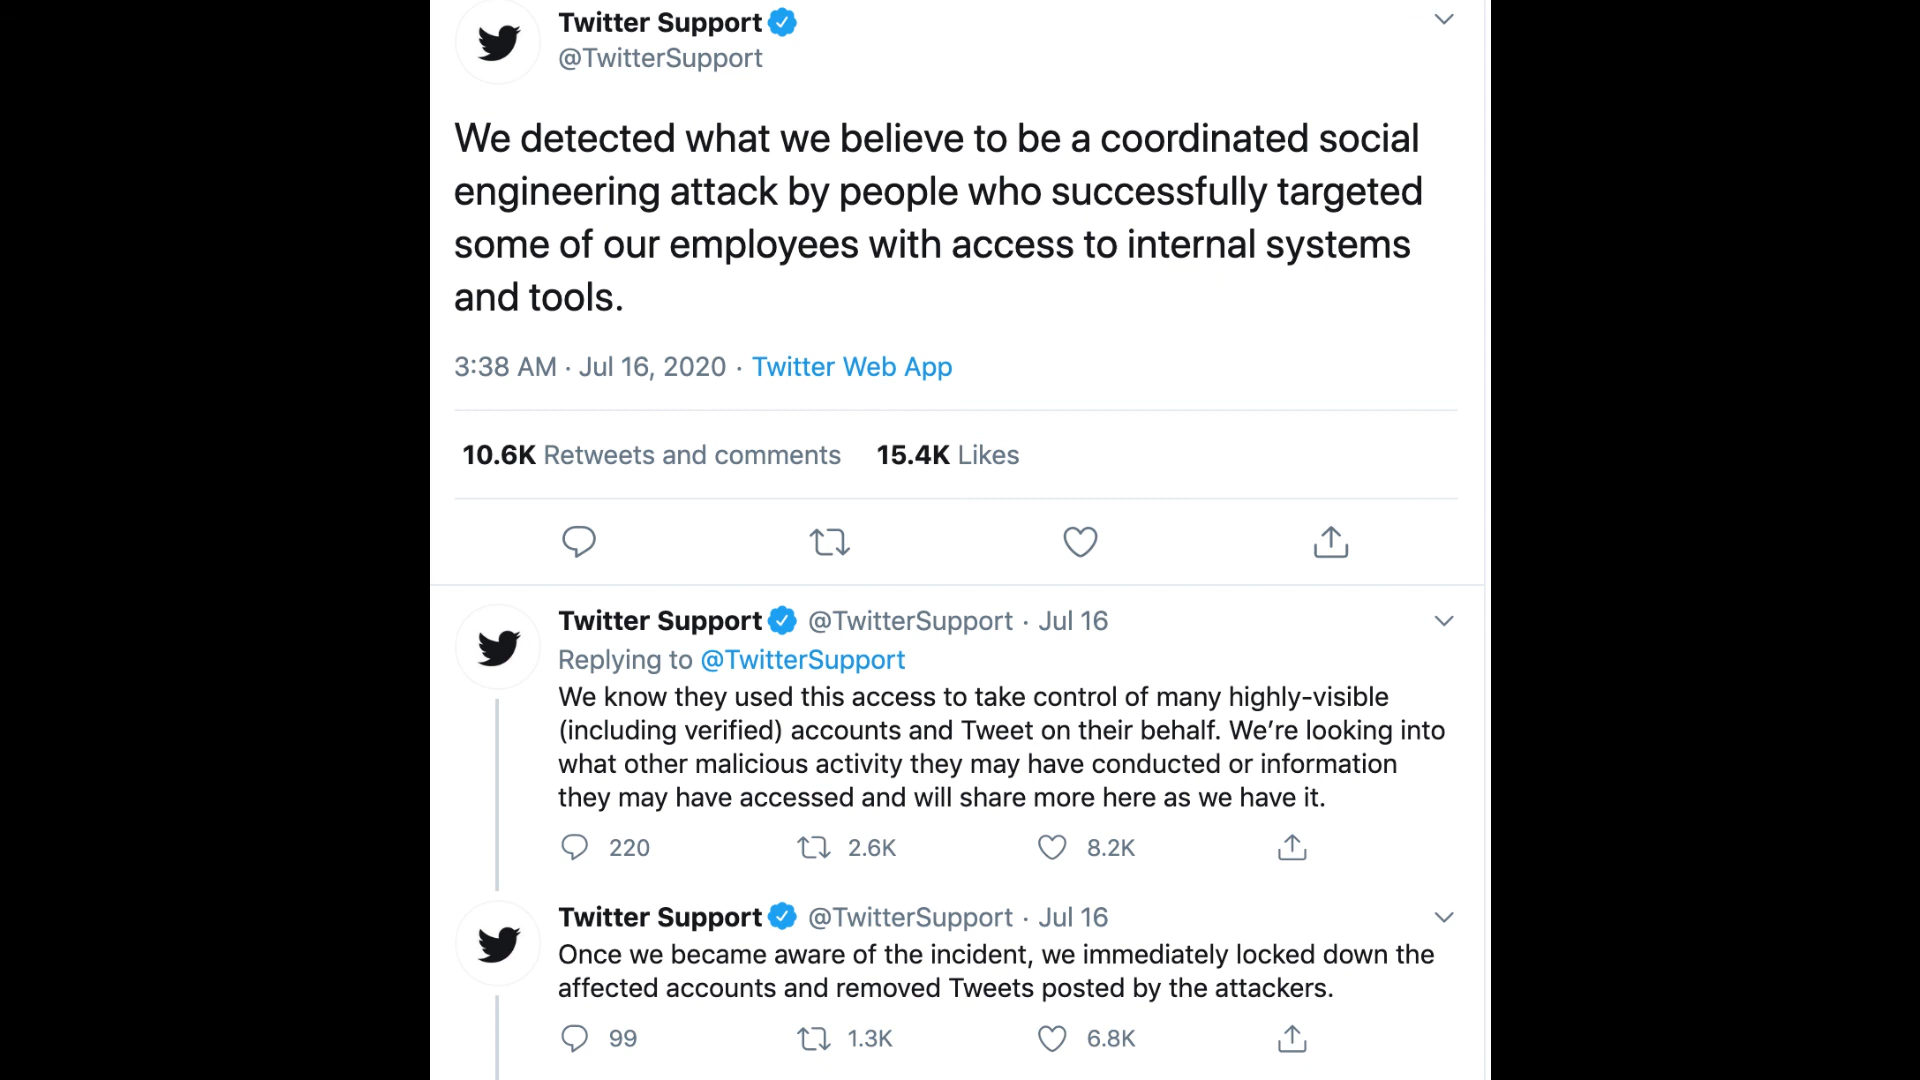 Twitter Support
@TwitterSupport
We detected what we believe to be a coordinated social
engineering attack by people who successfully targeted
some of our employees with access to internal systems
and tools.
3:38 AM · Jul 16, 2020 · Twitter Web App
10.6K Retweets and comments 15.4K Likes
Twitter Support @TwitterSupport · Jul 16
Replying to @TwitterSupport
We know they used this access to take control of many highly-visible
(including verified) accounts and Tweet on their behalf. We’re looking into
what other malicious activity they may have conducted or information
they may have accessed and will share more here as we have it.
220 2.6K 8.2K
Twitter Support @TwitterSupport · Jul 16
Once we became aware of the incident, we immediately locked down the
affected accounts and removed Tweets posted by the attackers.
99 1.3K 6.8K